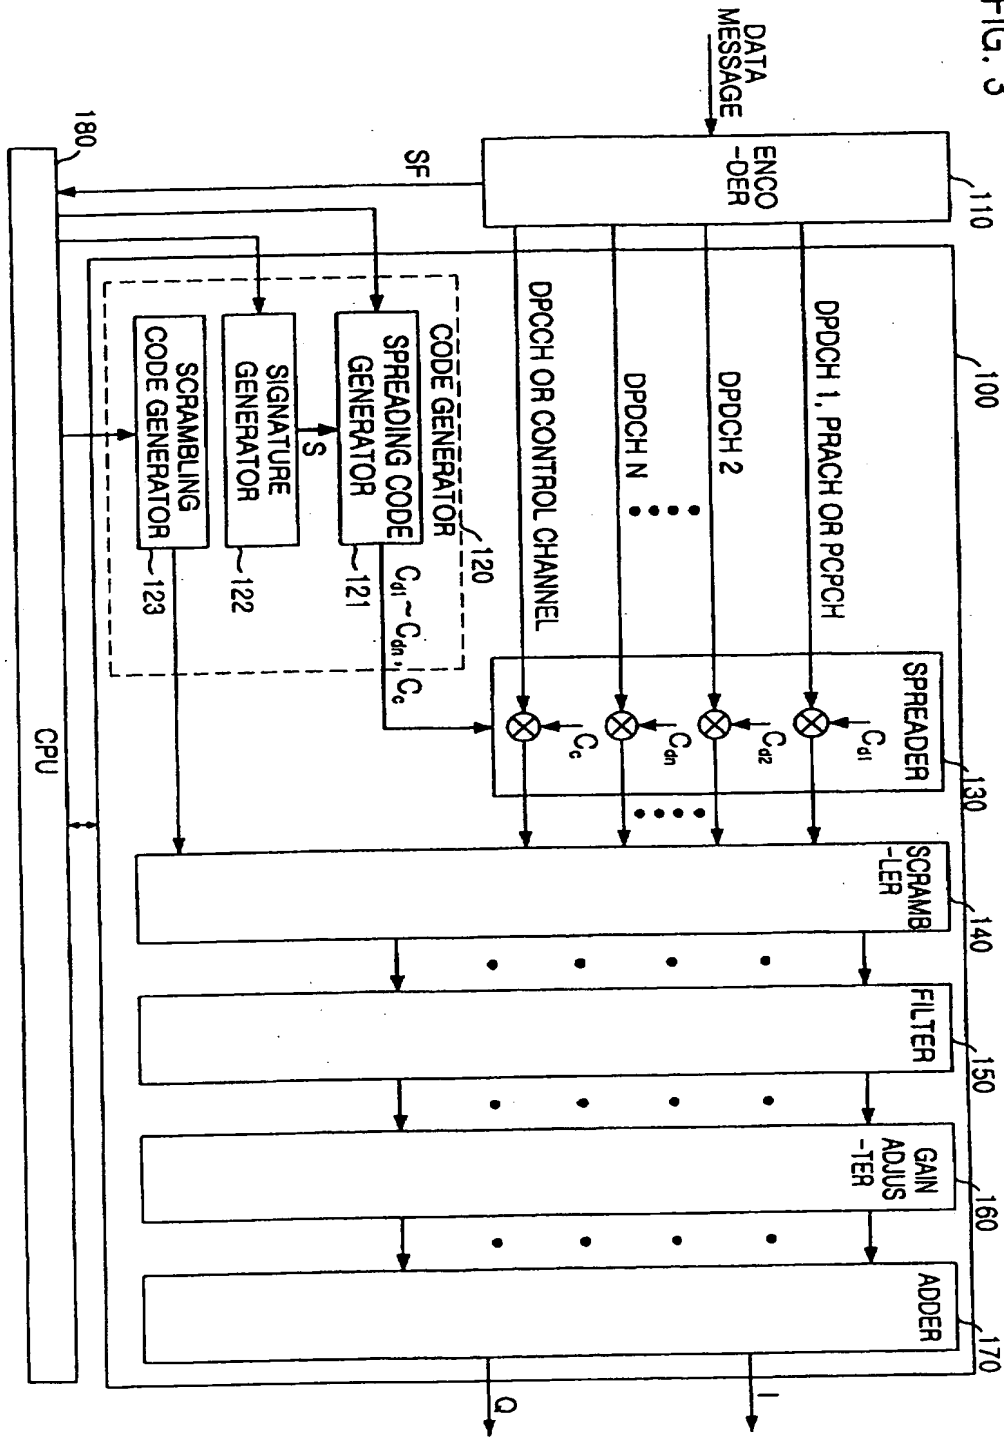 FIG. 3
100
DATA
MESSAGE
110
ENCO
-DER
DPDCH 1, PRACH OR PCPCH
DPDCH 2
DPDCH N
DPCCH OR CONTROL CHANNEL
SPREADER
130
Cd1
Cd2
Cdn
Cc
SCRAMB
-LER
140
FILTER
150
GAIN
ADJUS
-TER
160
ADDER
170
I
Q
SF
CODE GENERATOR
120
SPREADING CODE
GENERATOR
121
Cd1 ~ Cdn, Cc
S
SIGNATURE
GENERATOR
122
SCRAMBLING
CODE GENERATOR
123
180
CPU